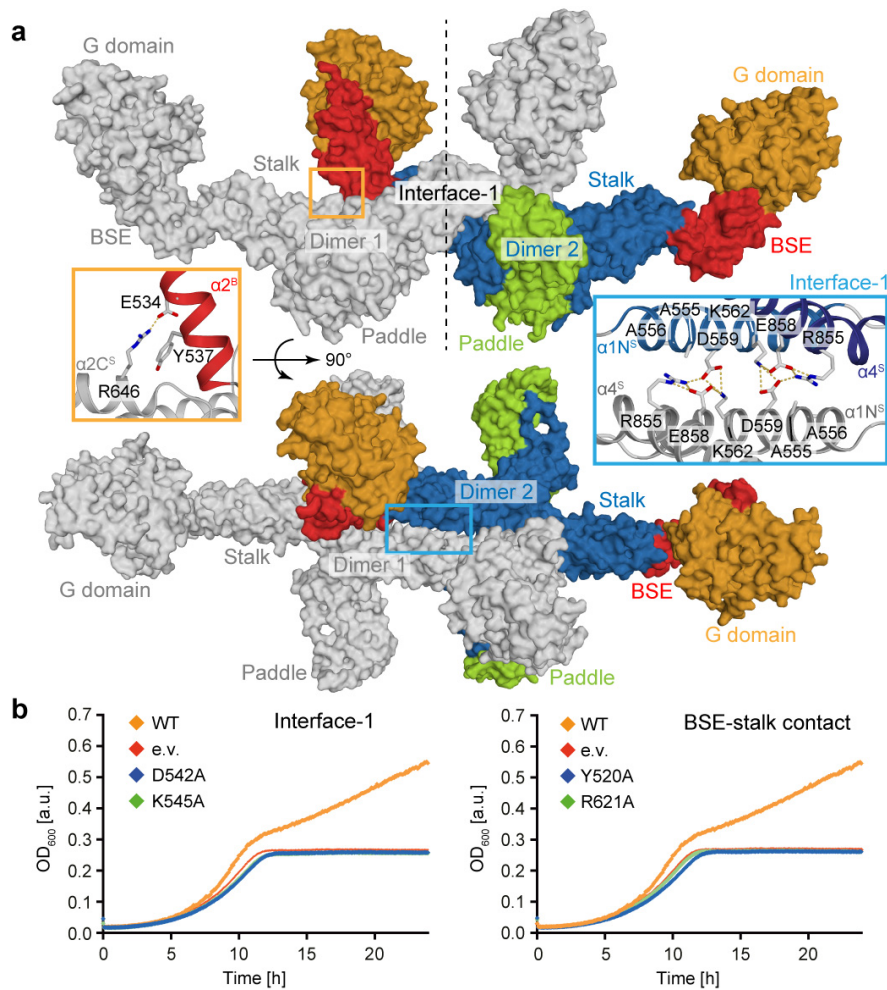 a
G domain
G domain
Stalk
Stalk
Interface-1
BSE
Dimer 1
Dimer 2
BSE
Paddle
Paddle
Interface-1
E534
α2ᴮ
Y537
α2Cˢ
R646
90°
A555
K562
A556
E858
α1Nˢ
D559
R855
α4ˢ
α4ˢ
R855
D559
α1Nˢ
E858
A556
K562
A555
Dimer 2
Stalk
Stalk
Dimer 1
G domain
BSE
G domain
Paddle
Paddle
b
Interface-1
WT
e.v.
D542A
K545A
OD₆₀₀ [a.u.]
0.7
0.6
0.5
0.4
0.3
0.2
0.1
0.0
0 5 10 15 20
Time [h]
BSE-stalk contact
WT
e.v.
Y520A
R621A
OD₆₀₀ [a.u.]
0.7
0.6
0.5
0.4
0.3
0.2
0.1
0.0
0 5 10 15 20
Time [h]